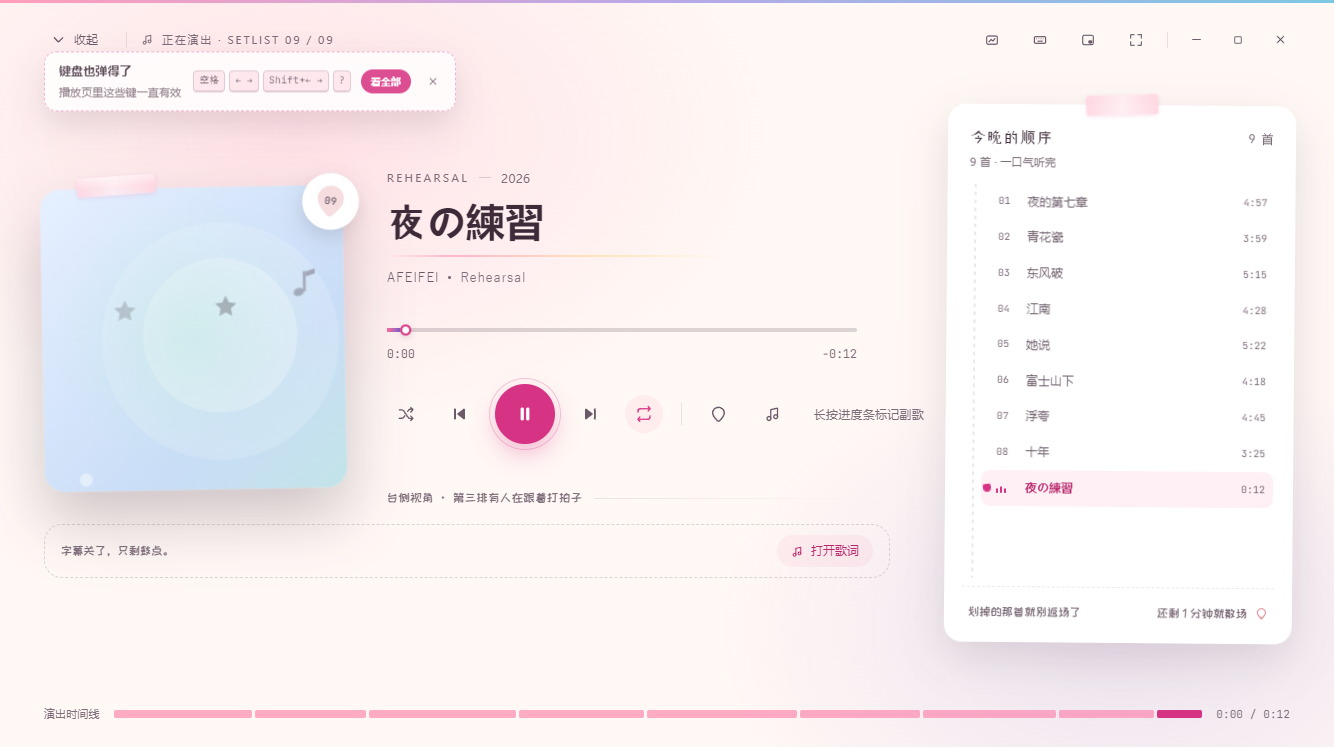 收起
正在演出 · SETLIST 09 / 09
键盘也弹得了
播放页里这些键一直有效
空格 ← → Shift+← → ? 看全部
09
REHEARSAL — 2026
夜の練習
AFEIFEI • Rehearsal
0:00 -0:12
长按进度条标记副歌
台侧视角 · 第三排有人在跟着打拍子
字幕关了，只剩鼓点。
打开歌词
今晚的顺序 9 首
9 首 · 一口气听完
01 夜的第七章 4:57
02 青花瓷 3:59
03 东风破 5:15
04 江南 4:28
05 她说 5:22
06 富士山下 4:18
07 浮夸 4:45
08 十年 3:25
夜の練習 0:12
划掉的那首就别返场了 还剩 1 分钟就散场
演出时间线 0:00 / 0:12